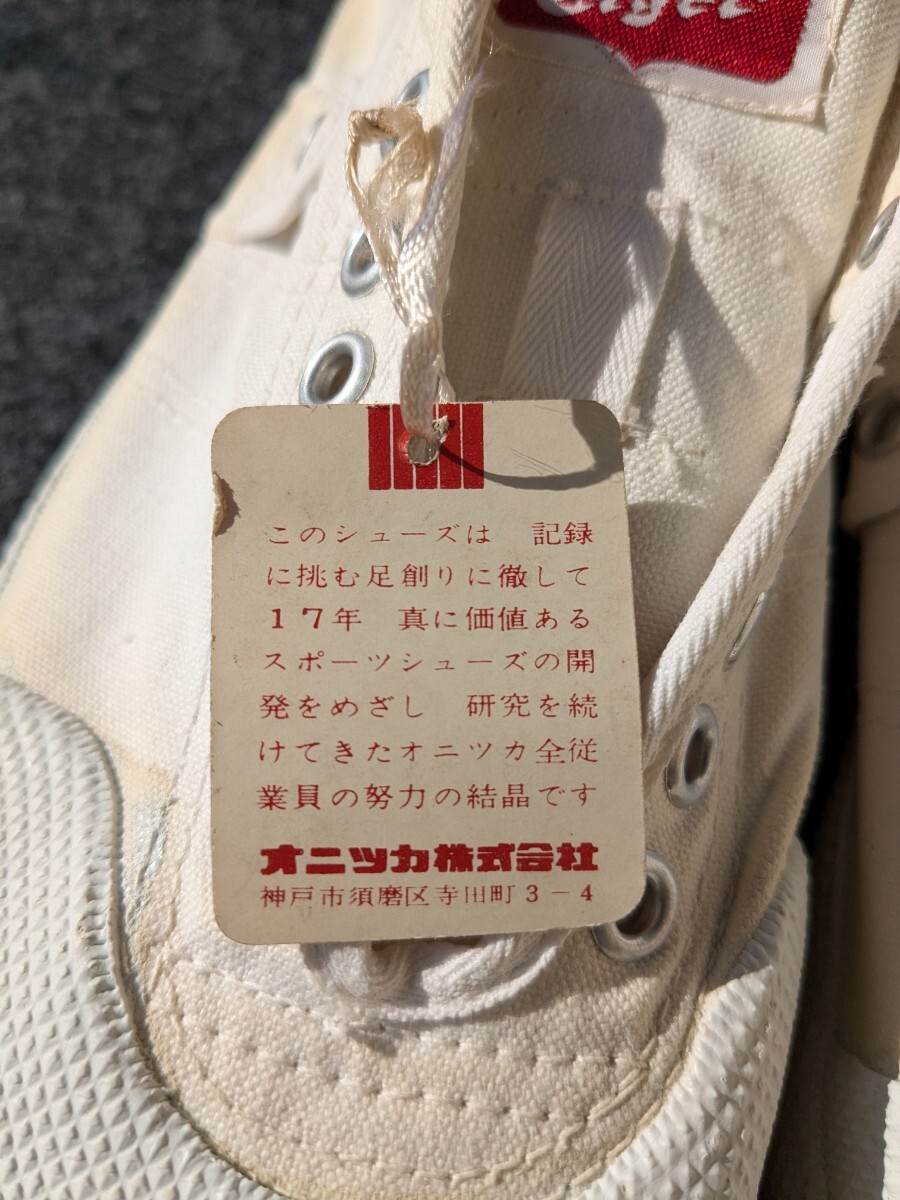 Tiger
このシューズは　記録
に挑む足創りに徹して
17年　真に価値ある
スポーツシューズの開
発をめざし　研究を続
けてきたオニツカ全従
業員の努力の結晶です
オニツカ株式会社
神戸市須磨区寺田町3－4